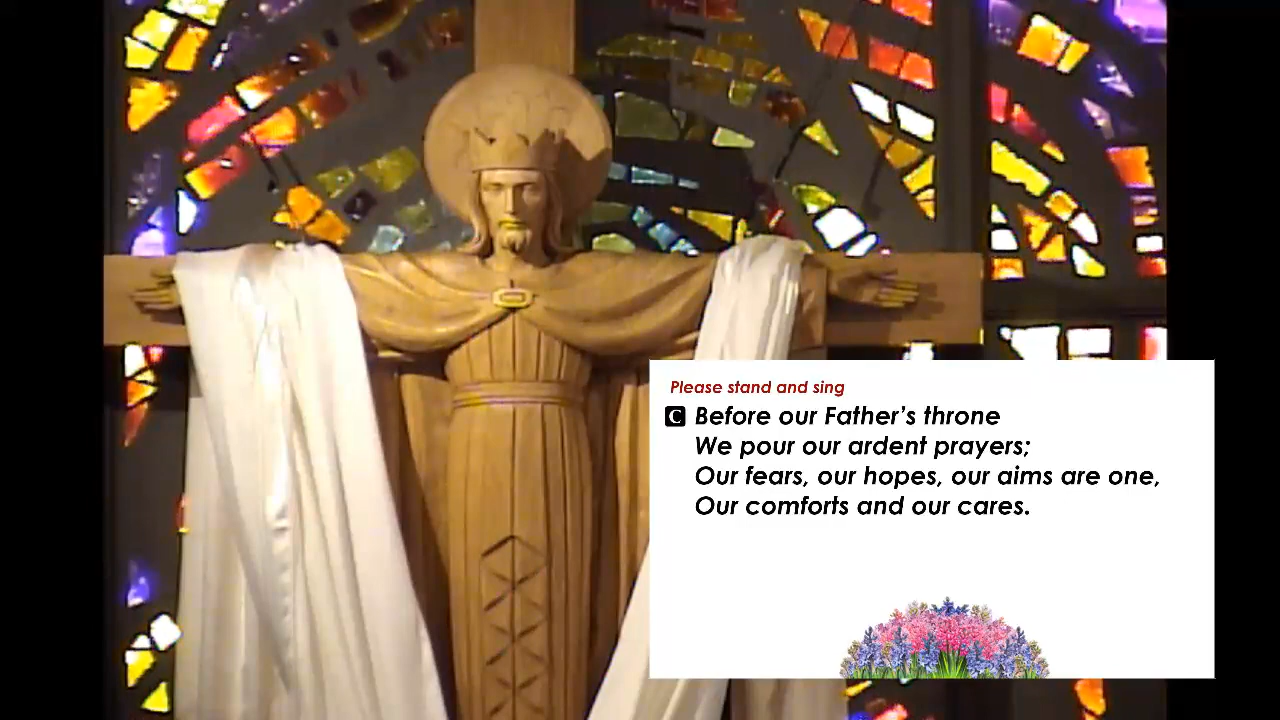 Please stand and sing
C Before our Father's throne
We pour our ardent prayers;
Our fears, our hopes, our aims are one,
Our comforts and our cares.